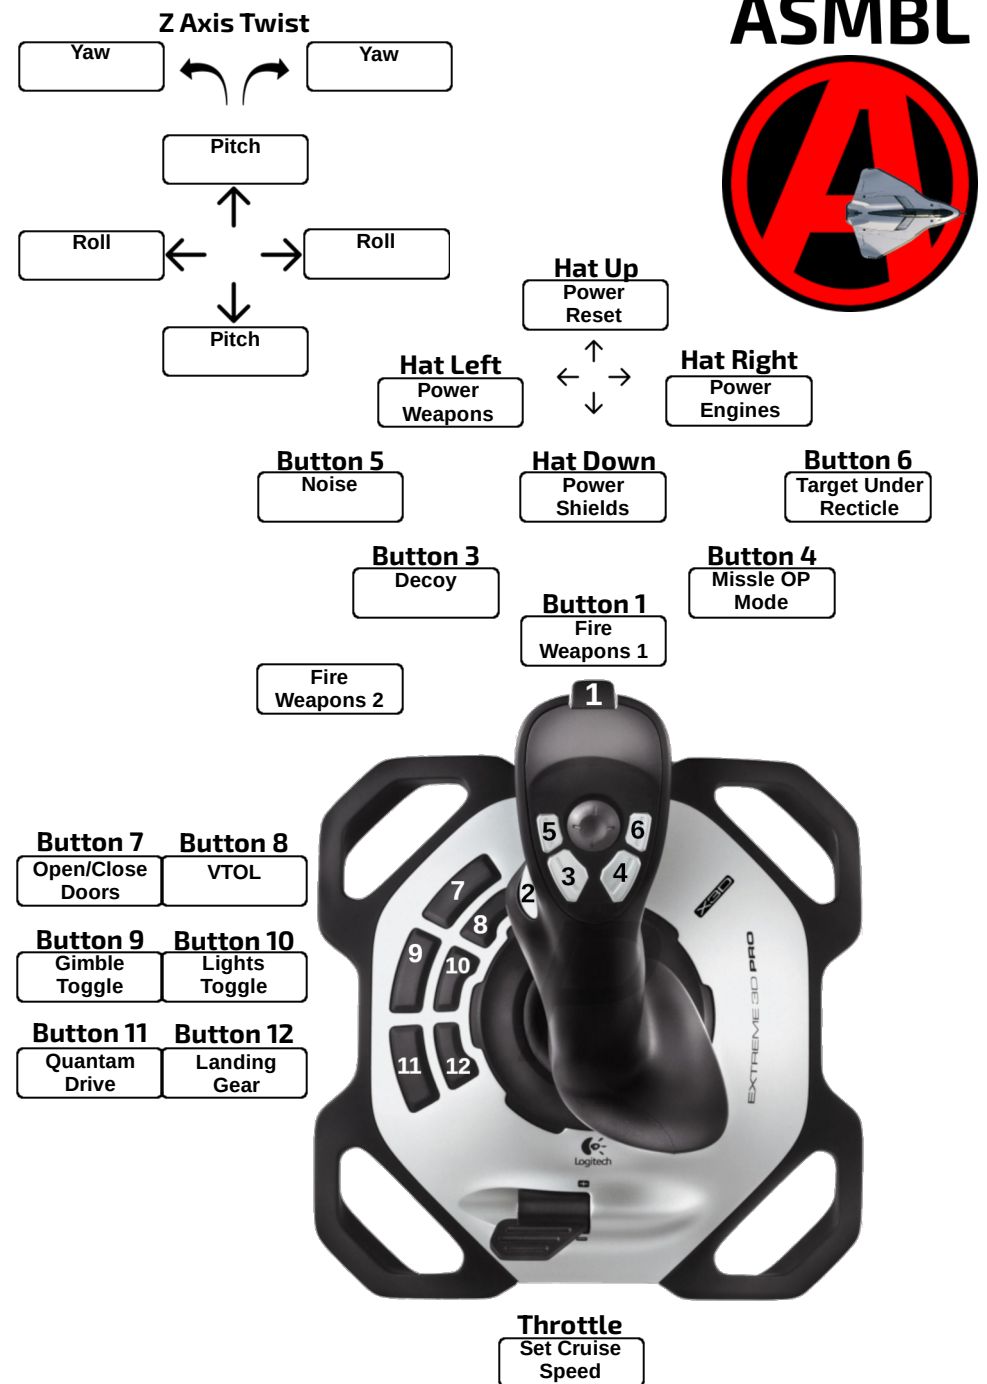 ASMBL
Z Axis Twist
Yaw
Yaw
Pitch
Roll
Roll
Pitch
Hat Up
Power
Reset
Hat Left
Power
Weapons
Hat Right
Power
Engines
Button 5
Noise
Hat Down
Power
Shields
Button 6
Target Under
Recticle
Button 3
Decoy
Button 4
Missle OP
Mode
Button 1
Fire
Weapons 1
Fire
Weapons 2
1
5
6
3
4
2
7
8
9
10
11
12
X3D
EXTREME 3D PRO
Logitech
Button 7
Open/Close
Doors
Button 8
VTOL
Button 9
Gimble
Toggle
Button 10
Lights
Toggle
Button 11
Quantam
Drive
Button 12
Landing
Gear
Throttle
Set Cruise
Speed